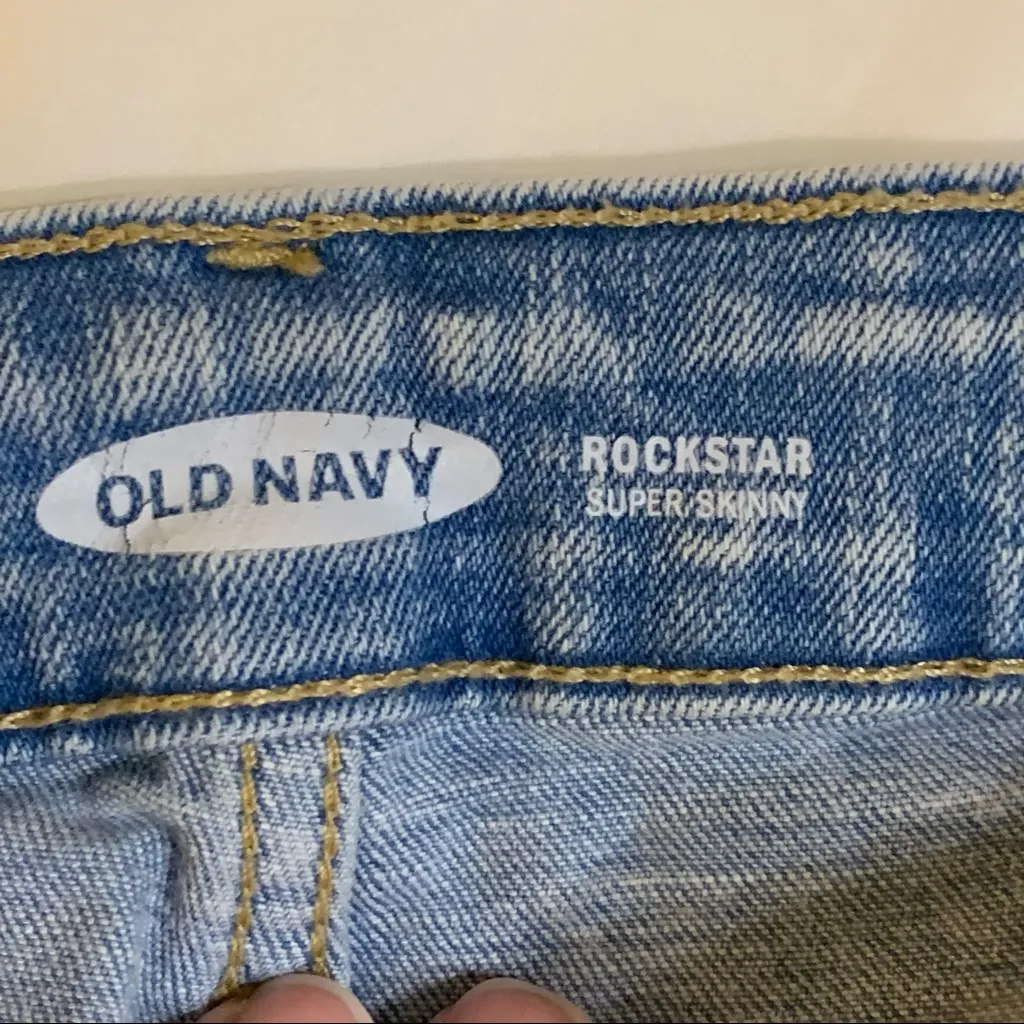 OLD NAVY
ROCKSTAR
SUPER SKINNY